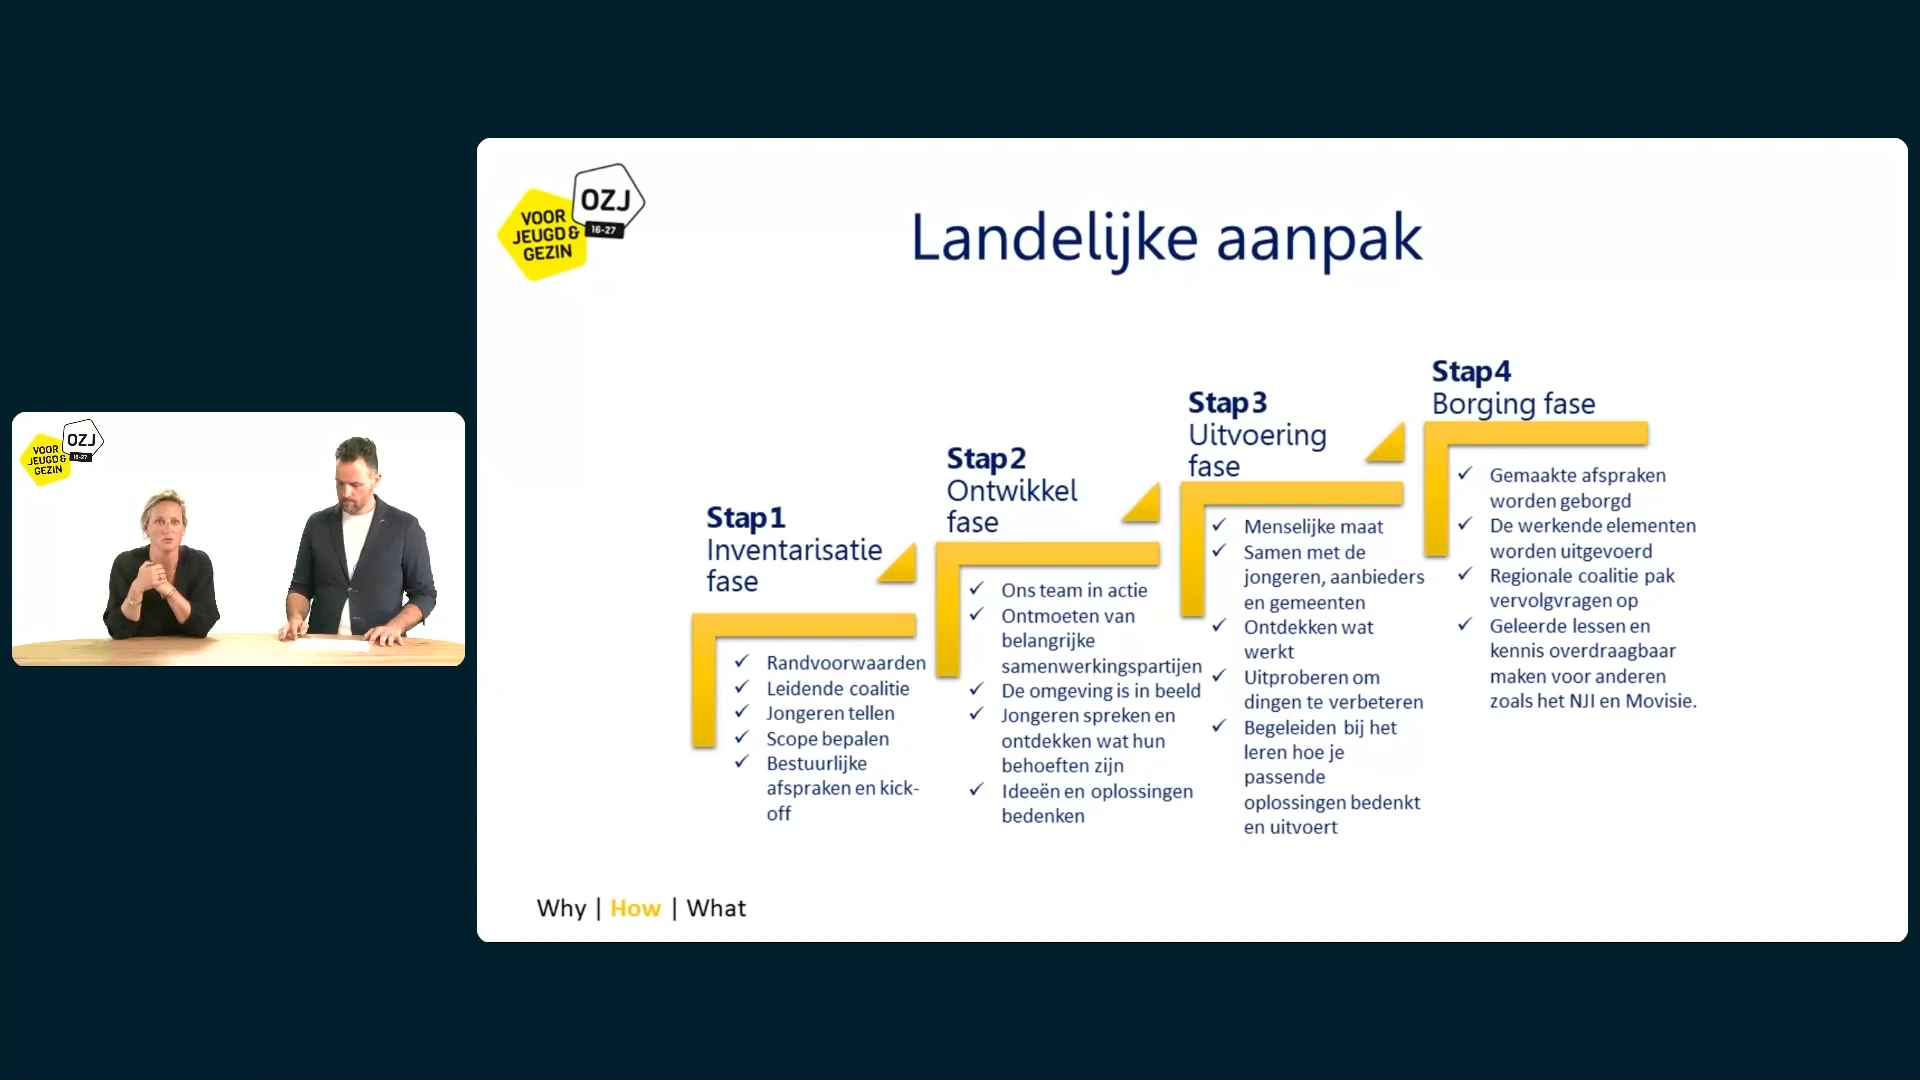 VOOR
JEUGD &
GEZIN
OZJ
16-27
Landelijke aanpak
Stap 1
Inventarisatie
fase
Randvoorwaarden
Leidende coalitie
Jongeren tellen
Scope bepalen
Bestuurlijke
afspraken en kick-
off
Stap 2
Ontwikkel
fase
Ons team in actie
Ontmoeten van
belangrijke
samenwerkingspartijen
De omgeving is in beeld
Jongeren spreken en
ontdekken wat hun
behoeften zijn
Ideeën en oplossingen
bedenken
Stap 3
Uitvoering
fase
Menselijke maat
Samen met de
jongeren, aanbieders
en gemeenten
Ontdekken wat
werkt
Uitproberen om
dingen te verbeteren
Begeleiden bij het
leren hoe je
passende
oplossingen bedenkt
en uitvoert
Stap 4
Borging fase
Gemaakte afspraken
worden geborgd
De werkende elementen
worden uitgevoerd
Regionale coalitie pak
vervolgvragen op
Geleerde lessen en
kennis overdraagbaar
maken voor anderen
zoals het NJI en Movisie.
Why | How | What
VOOR
JEUGD &
GEZIN
OZJ
16-27